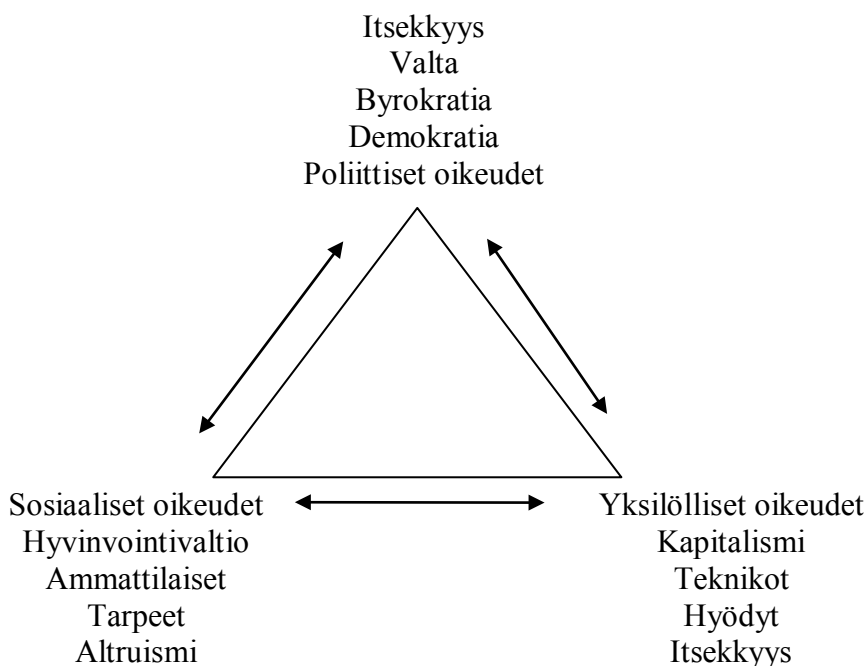 Itsekkyys
Valta
Byrokratia
Demokratia
Poliittiset oikeudet
Sosiaaliset oikeudet
Hyvinvointivaltio
Ammattilaiset
Tarpeet
Altruismi
Yksilölliset oikeudet
Kapitalismi
Teknikot
Hyödyt
Itsekkyys